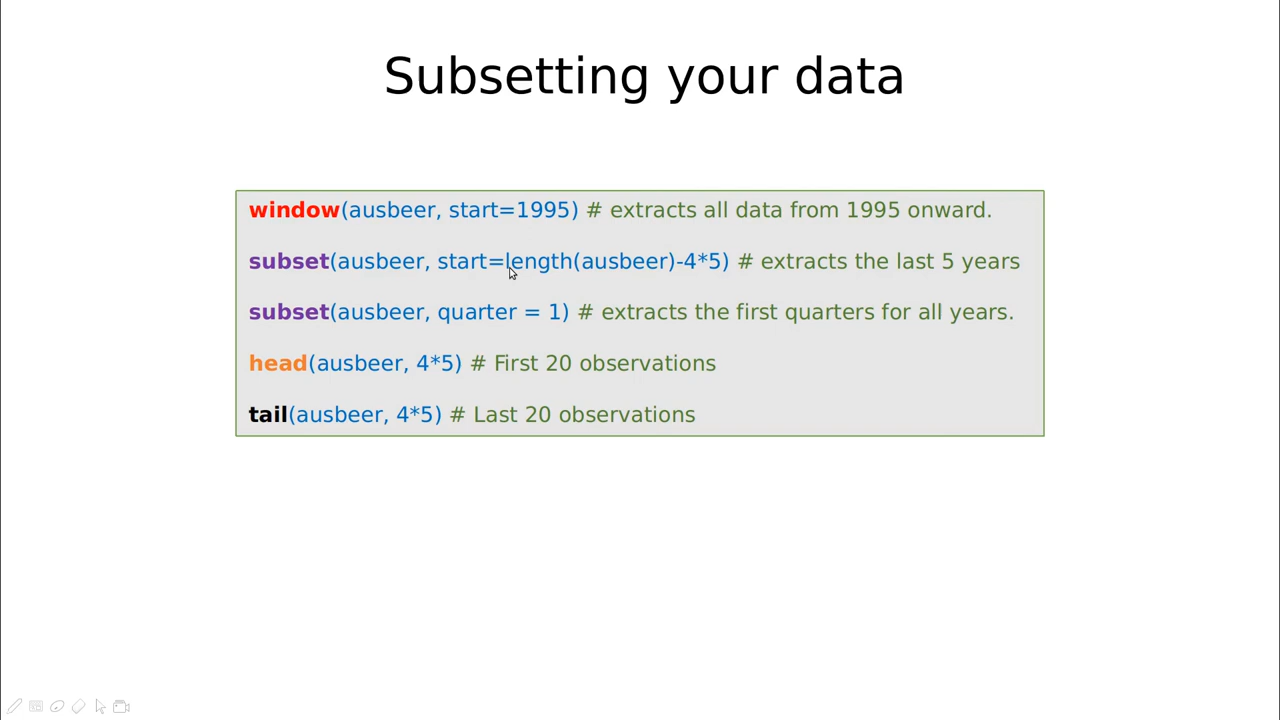 Subsetting your data
window(ausbeer, start=1995) # extracts all data from 1995 onward.
subset(ausbeer, start=length(ausbeer)-4*5) # extracts the last 5 years
subset(ausbeer, quarter = 1) # extracts the first quarters for all years.
head(ausbeer, 4*5) # First 20 observations
tail(ausbeer, 4*5) # Last 20 observations